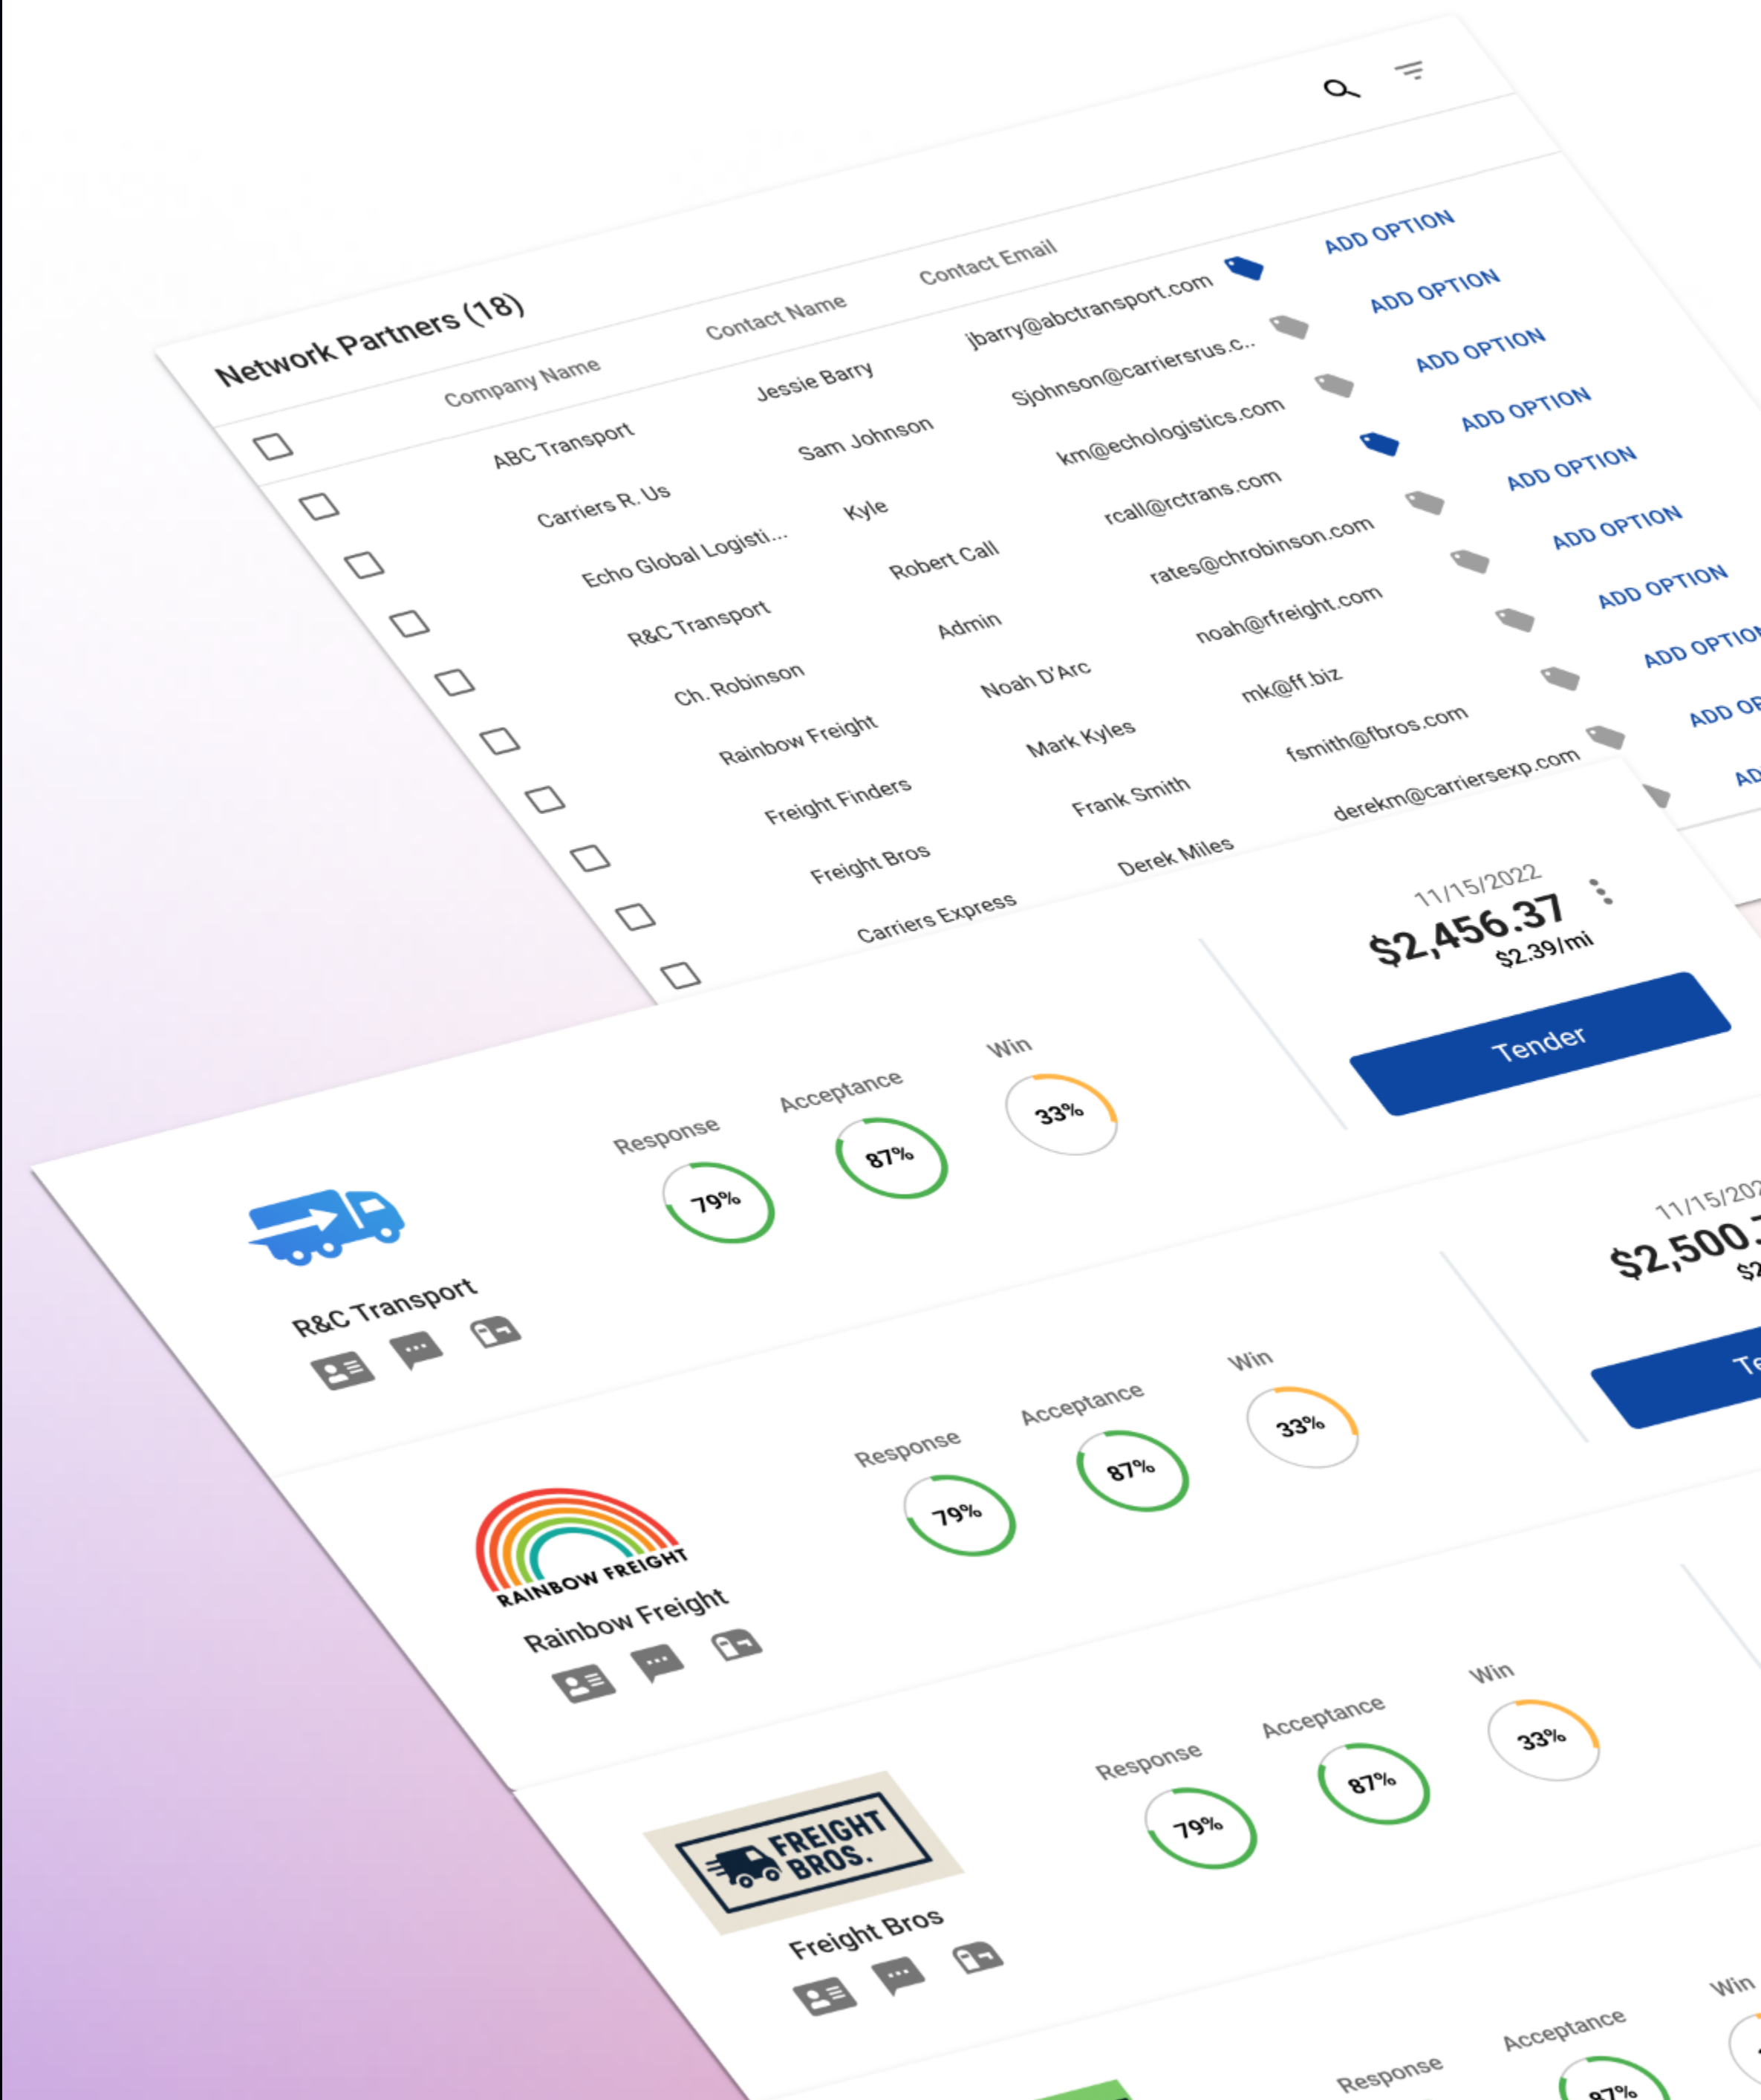 Network Partners (18)
Company Name Contact Name Contact Email
ABC Transport Jessie Barry jbarry@abctransport.com ADD OPTION
Carriers R. Us Sam Johnson Sjohnson@carriersrus.c.. ADD OPTION
Echo Global Logisti... Kyle km@echologistics.com ADD OPTION
R&C Transport Robert Call rcall@rctrans.com ADD OPTION
Ch. Robinson Admin rates@chrobinson.com ADD OPTION
Rainbow Freight Noah D'Arc noah@rfreight.com ADD OPTION
Freight Finders Mark Kyles mk@ff.biz ADD OPTION
Freight Bros Frank Smith fsmith@fbros.com ADD OPTION
Carriers Express Derek Miles derekm@carriersexp.com ADD
R&C Transport
Response Acceptance Win
79% 87% 33%
11/15/2022
$2,456.37
$2.39/mi
Tender
RAINBOW FREIGHT
Rainbow Freight
Response Acceptance Win
79% 87% 33%
$2,500.
FREIGHT
BROS.
Freight Bros
Response Acceptance Win
79% 87% 33%
Response Acceptance Win
87%